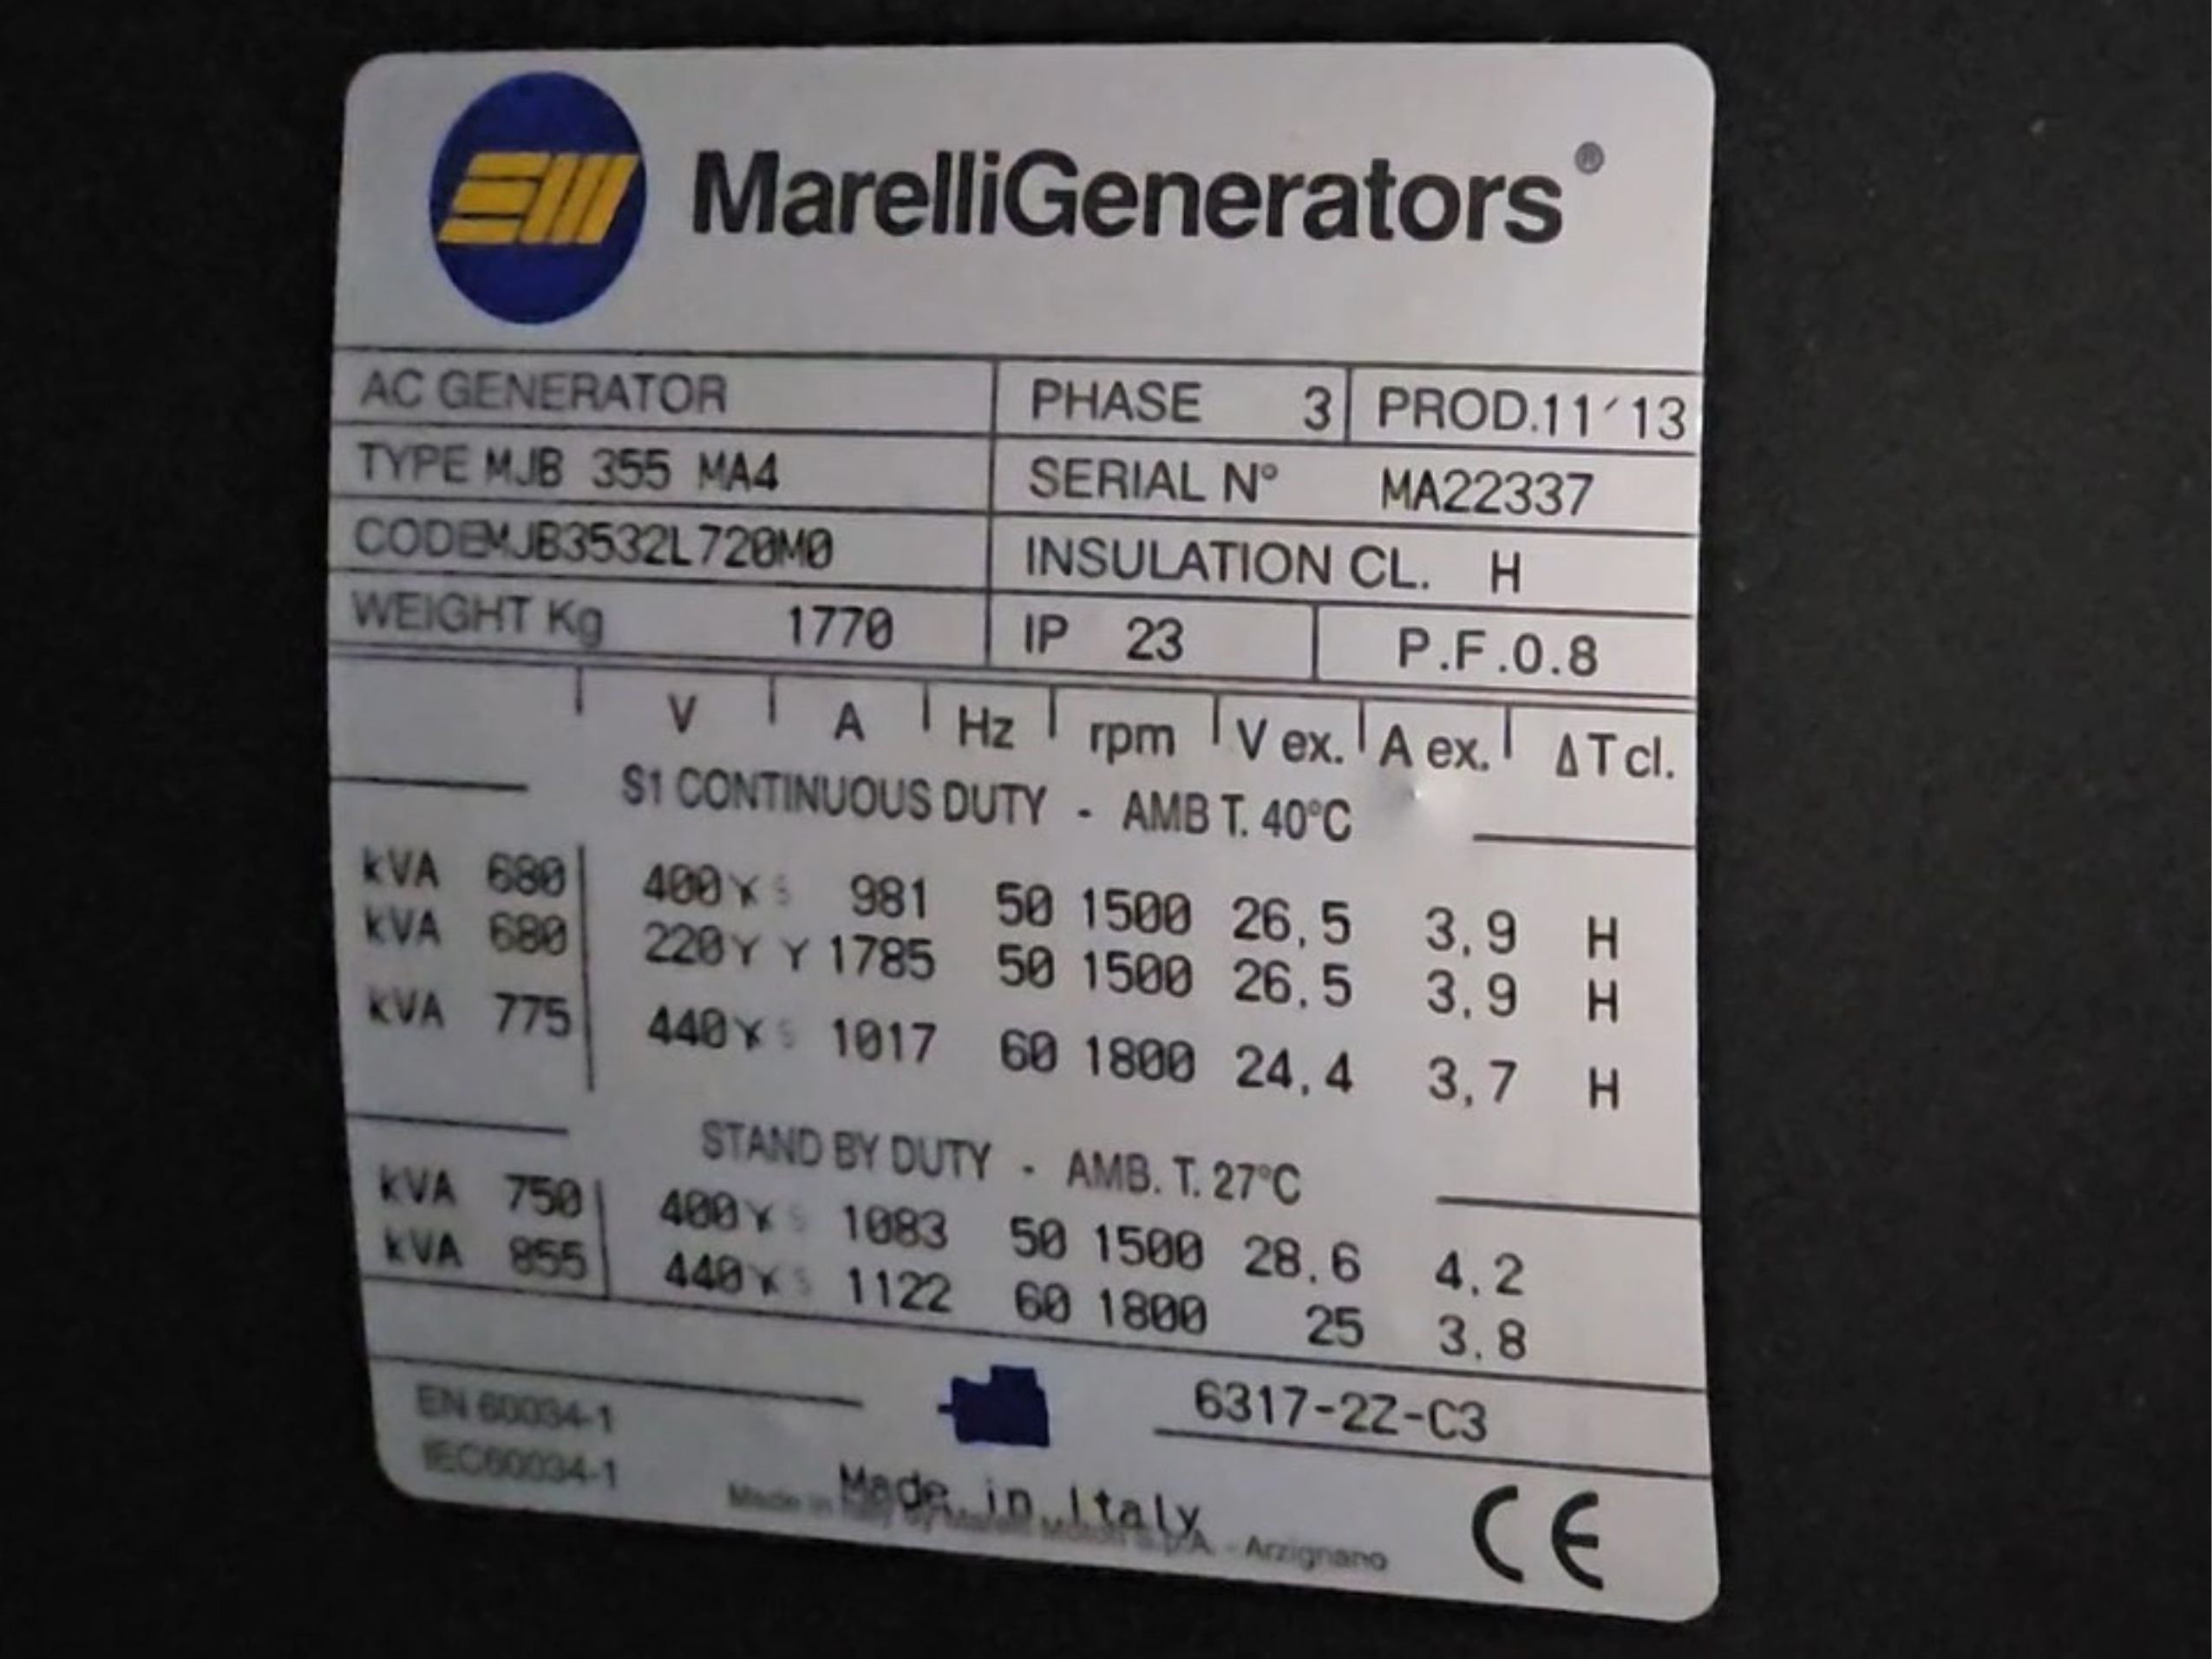 MarelliGenerators®
AC GENERATOR PHASE 3 PROD.11´13
TYPE MJB 355 MA4 SERIAL N° MA22337
CODE MJB3532L720M0 INSULATION CL. H
WEIGHT Kg 1770 IP 23 P.F.0.8
V A Hz rpm V ex. A ex. ΔT cl.
S1 CONTINUOUS DUTY - AMB T. 40°C
kVA 680 400 Y S 981 50 1500 26,5 3,9 H
kVA 680 220 Y Y 1785 50 1500 26,5 3,9 H
kVA 775 440 Y S 1017 60 1800 24,4 3,7 H
STAND BY DUTY - AMB. T. 27°C
kVA 750 400 Y S 1083 50 1500 28,6 4,2
kVA 855 440 Y S 1122 60 1800 25 3,8
6317-2Z-C3
EN 60034-1
IEC60034-1
Made in Italy
Made in Italy by Marelli Motori S.p.A. - Arzignano
CE